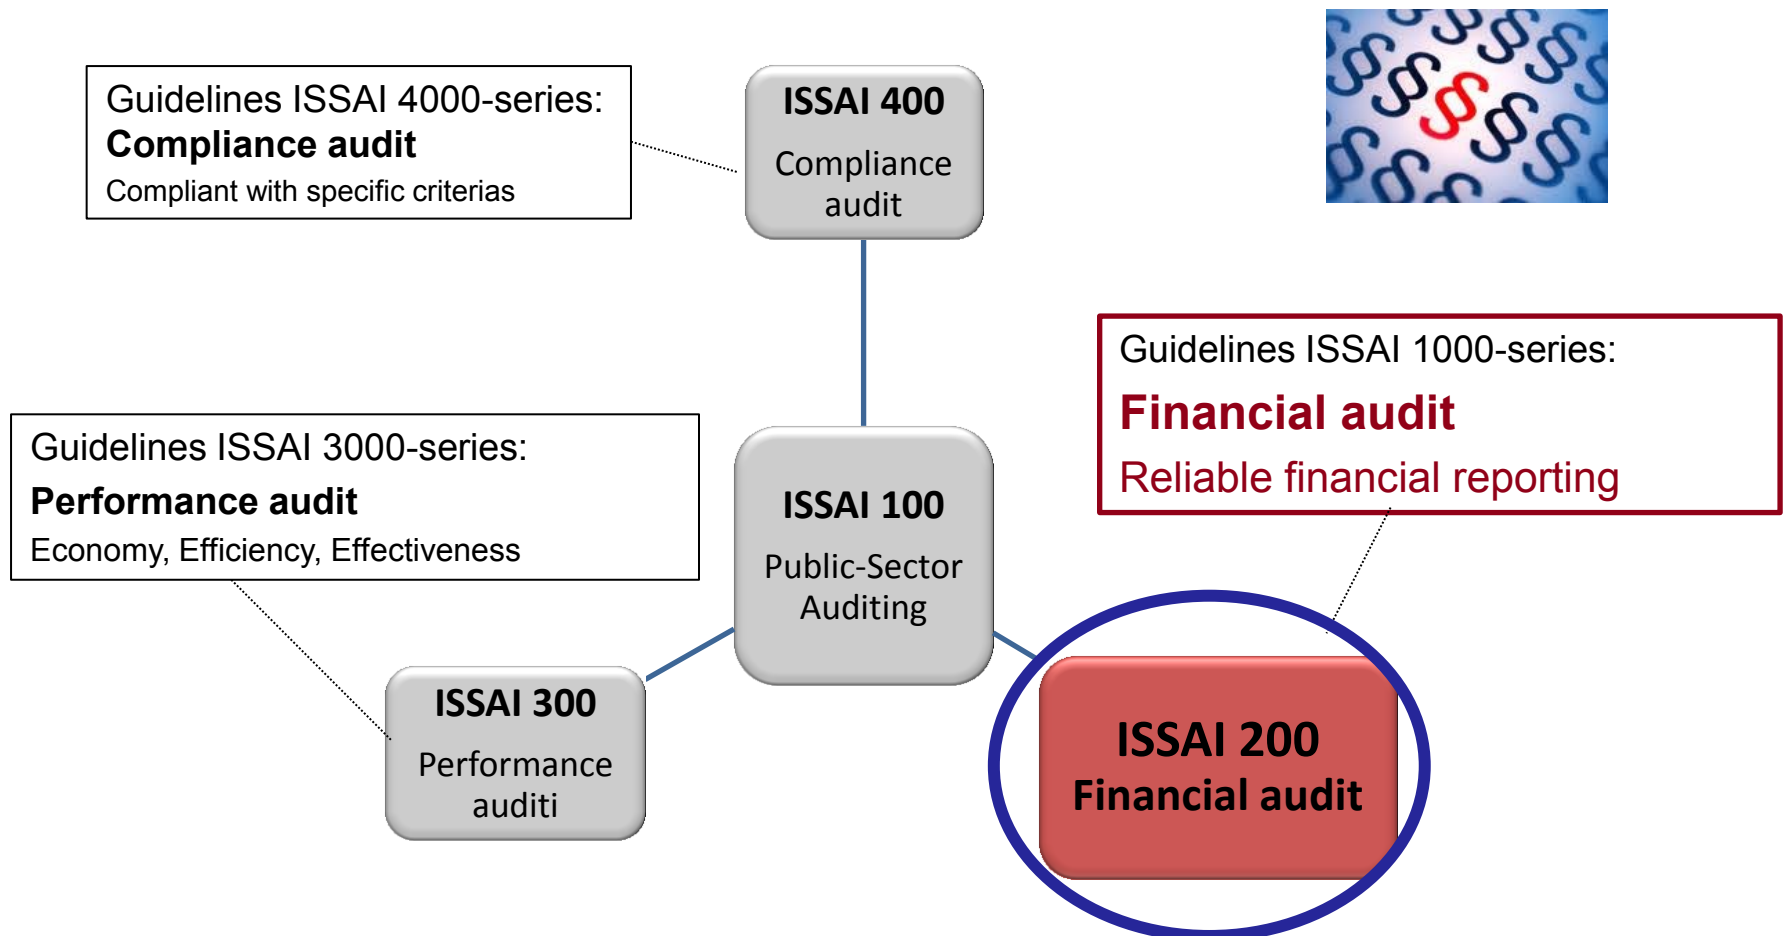 ISSAI 400
Compliance
audit
Guidelines ISSAI 4000-series:
Compliance audit
Compliant with specific criterias
Guidelines ISSAI 1000-series:
Financial audit
Reliable financial reporting
Guidelines ISSAI 3000-series:
Performance audit
Economy, Efficiency, Effectiveness
ISSAI 100
Public-Sector
Auditing
ISSAI 300
Performance
auditi
ISSAI 200
Financial audit